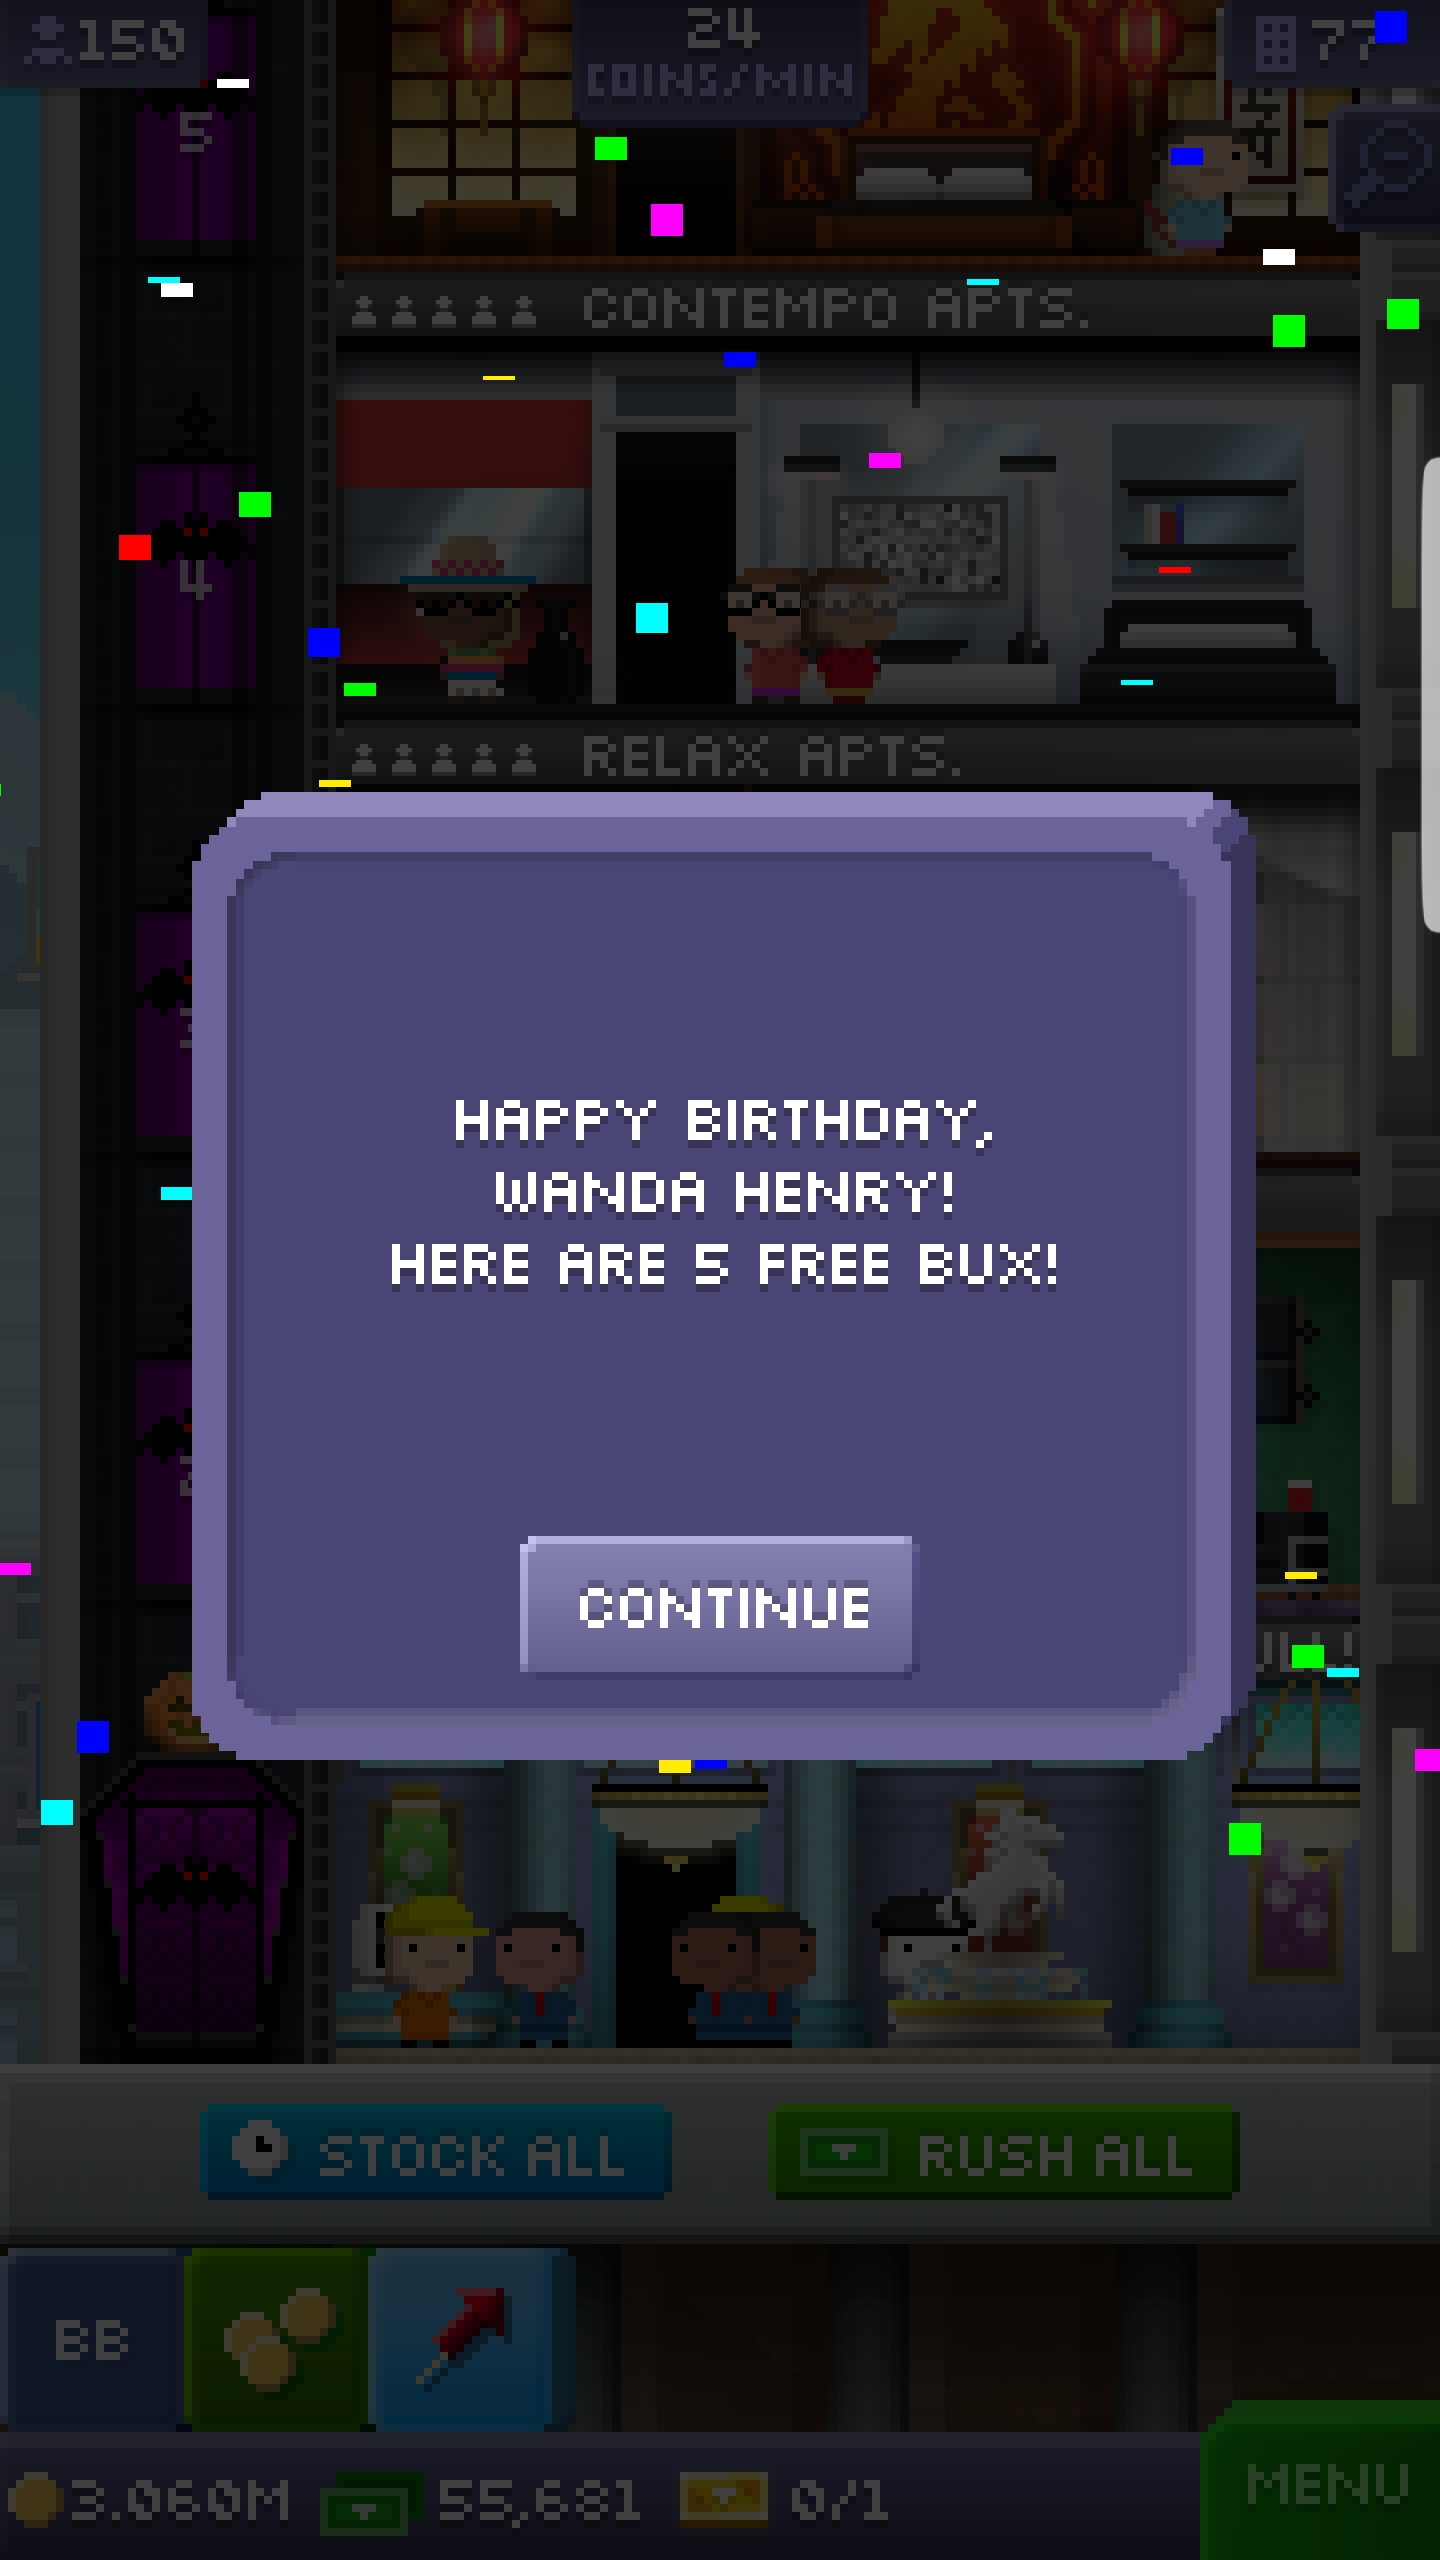 150
24
COINS/MIN
77
5
CONTEMPO APTS.
4
RELAX APTS.
HAPPY BIRTHDAY,
WANDA HENRY!
HERE ARE 5 FREE BUX!
CONTINUE
STOCK ALL
RUSH ALL
BB
3.060M
55,681
0/1
MENU